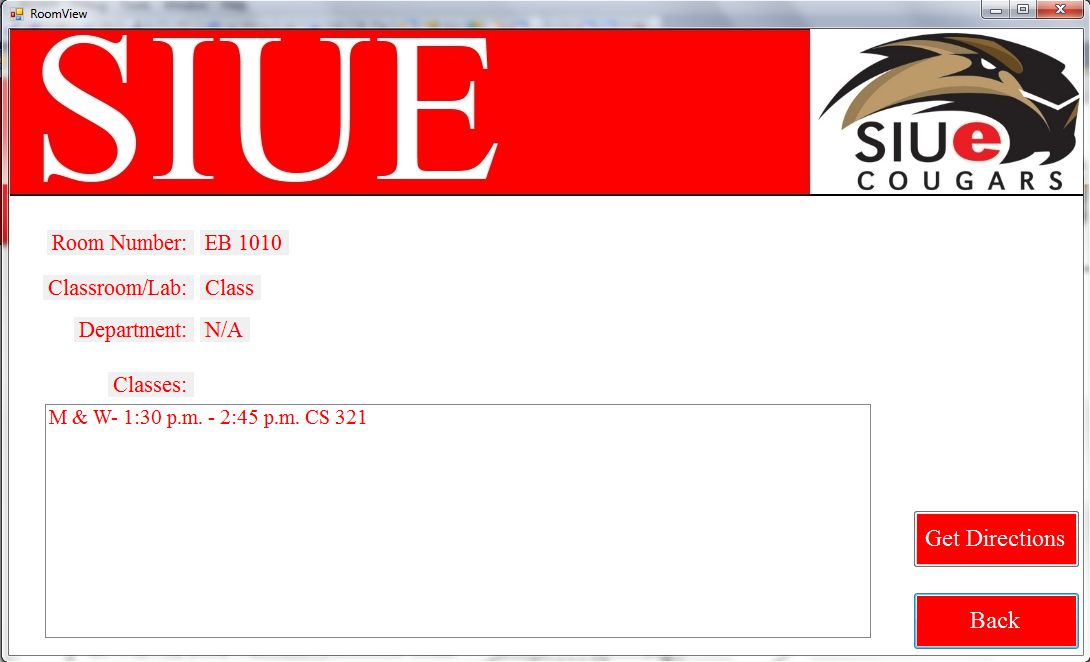 RoomView
SIUE
SIUe
COUGARS
Room Number: EB 1010
Classroom/Lab: Class
Department: N/A
Classes:
M & W- 1:30 p.m. - 2:45 p.m. CS 321
Get Directions
Back